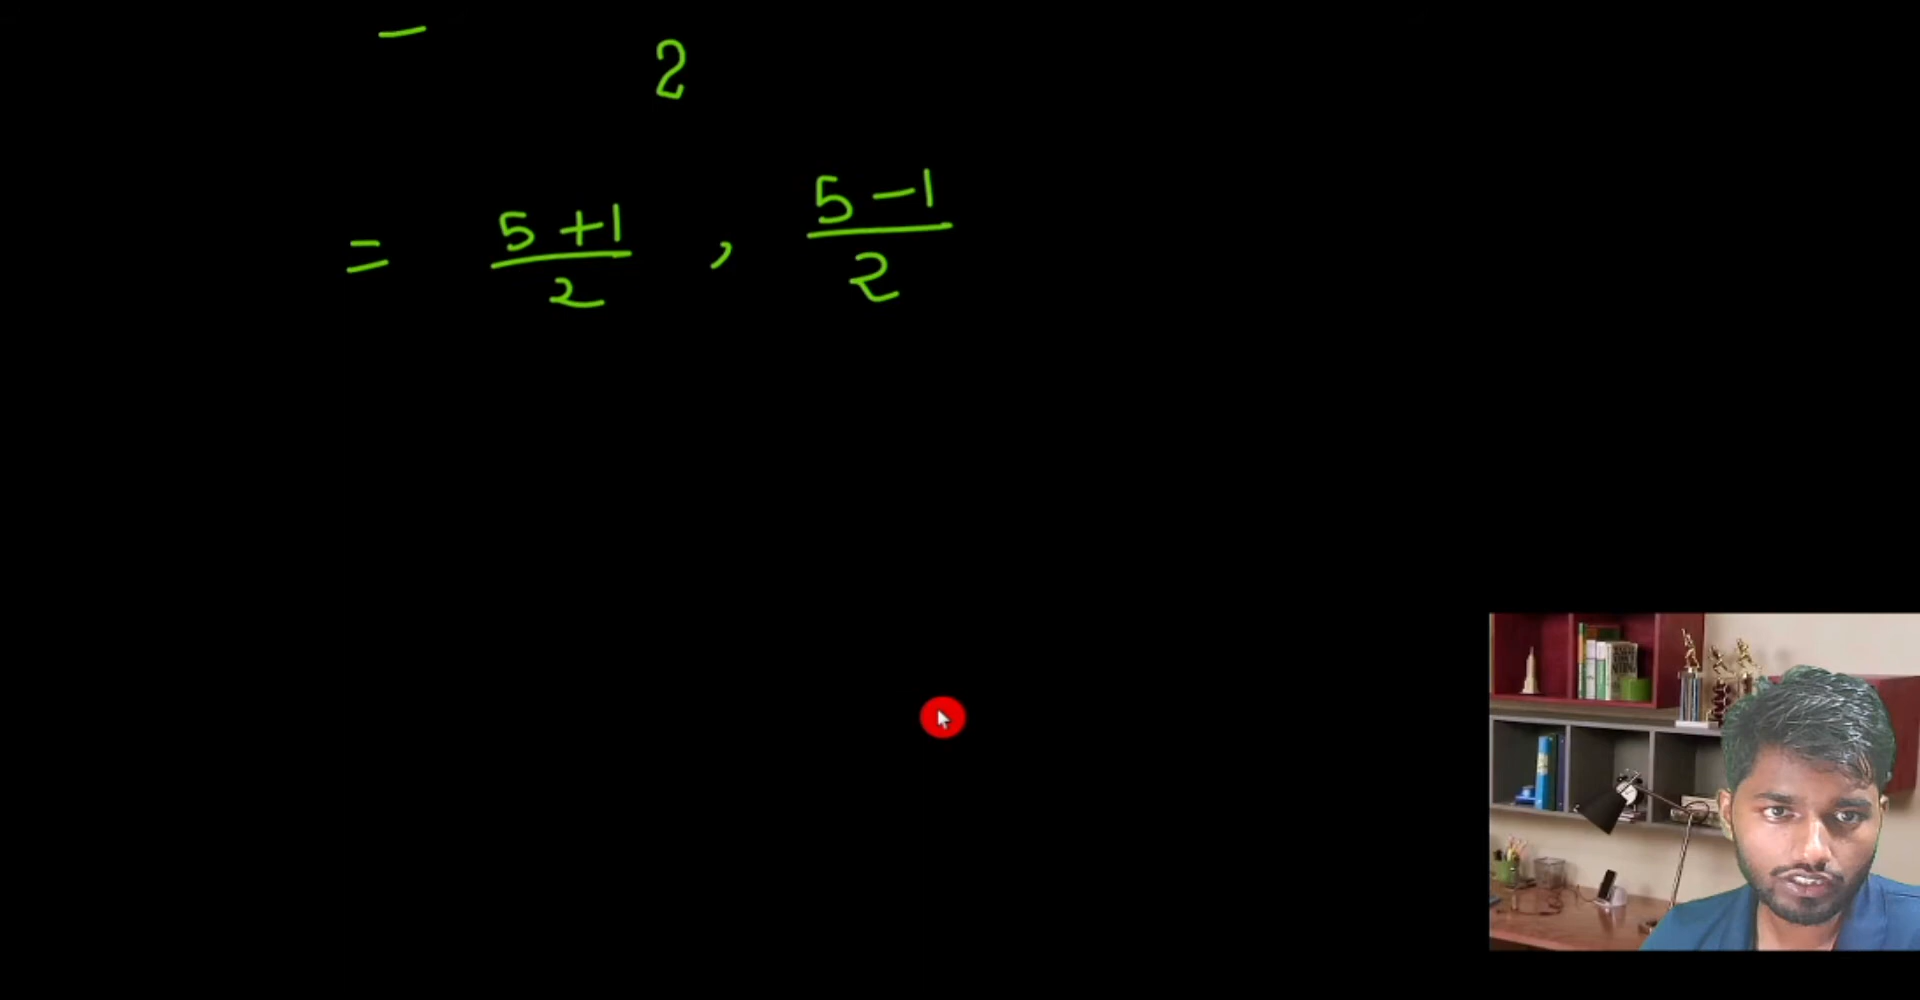 2
= 5+1/2 , 5-1/2